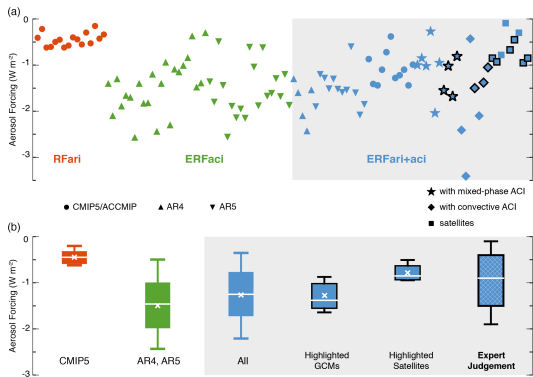 (a)
0
-1
-2
-3
Aerosol Forcing (W m⁻²)
RFari
ERFaci
ERFari+aci
CMIP5/ACCMIP
AR4
AR5
with mixed-phase ACI
with convective ACI
satellites
(b)
0
-1
-2
-3
Aerosol Forcing (W m⁻²)
CMIP5
AR4, AR5
All
Highlighted
GCMs
Highlighted
Satellites
Expert
Judgement